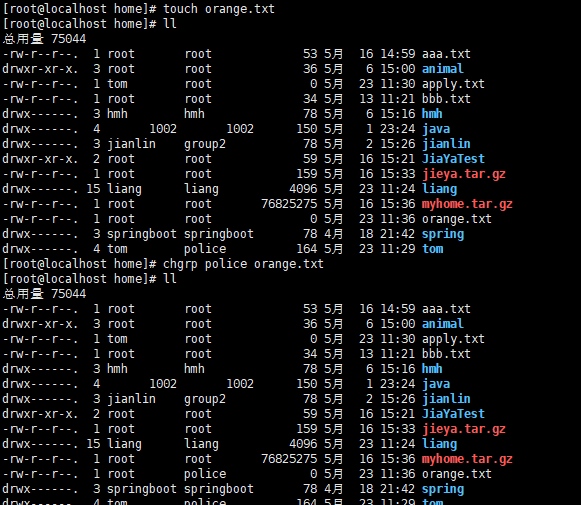 [root@localhost home]# touch orange.txt
[root@localhost home]# ll
总用量 75044
-rw-r--r--.  1 root       root             53 5月  16 14:59 aaa.txt
drwxr-xr-x.  3 root       root             36 5月   6 15:00 animal
-rw-r--r--.  1 tom        root              0 5月  23 11:30 apply.txt
-rw-r--r--.  1 root       root             34 5月  13 11:21 bbb.txt
drwx------.  3 hmh        hmh              78 5月   6 15:16 hmh
drwx------.  4       1002       1002      150 5月   1 23:24 java
drwx------.  3 jianlin    group2           78 5月   2 15:26 jianlin
drwxr-xr-x.  2 root       root             59 5月  16 15:21 JiaYaTest
-rw-r--r--.  1 root       root            159 5月  16 15:33 jieya.tar.gz
drwx------. 15 liang      liang          4096 5月  23 11:24 liang
-rw-r--r--.  1 root       root       76825275 5月  16 15:36 myhome.tar.gz
-rw-r--r--.  1 root       root              0 5月  23 11:36 orange.txt
drwx------.  3 springboot springboot       78 4月  18 21:42 spring
drwx------.  4 tom        police          164 5月  23 11:29 tom
[root@localhost home]# chgrp police orange.txt
[root@localhost home]# ll
总用量 75044
-rw-r--r--.  1 root       root             53 5月  16 14:59 aaa.txt
drwxr-xr-x.  3 root       root             36 5月   6 15:00 animal
-rw-r--r--.  1 tom        root              0 5月  23 11:30 apply.txt
-rw-r--r--.  1 root       root             34 5月  13 11:21 bbb.txt
drwx------.  3 hmh        hmh              78 5月   6 15:16 hmh
drwx------.  4       1002       1002      150 5月   1 23:24 java
drwx------.  3 jianlin    group2           78 5月   2 15:26 jianlin
drwxr-xr-x.  2 root       root             59 5月  16 15:21 JiaYaTest
-rw-r--r--.  1 root       root            159 5月  16 15:33 jieya.tar.gz
drwx------. 15 liang      liang          4096 5月  23 11:24 liang
-rw-r--r--.  1 root       root       76825275 5月  16 15:36 myhome.tar.gz
-rw-r--r--.  1 root       police            0 5月  23 11:36 orange.txt
drwx------.  3 springboot springboot       78 4月  18 21:42 spring
drwx------.  4 tom        police          164 5月  23 11:29 tom